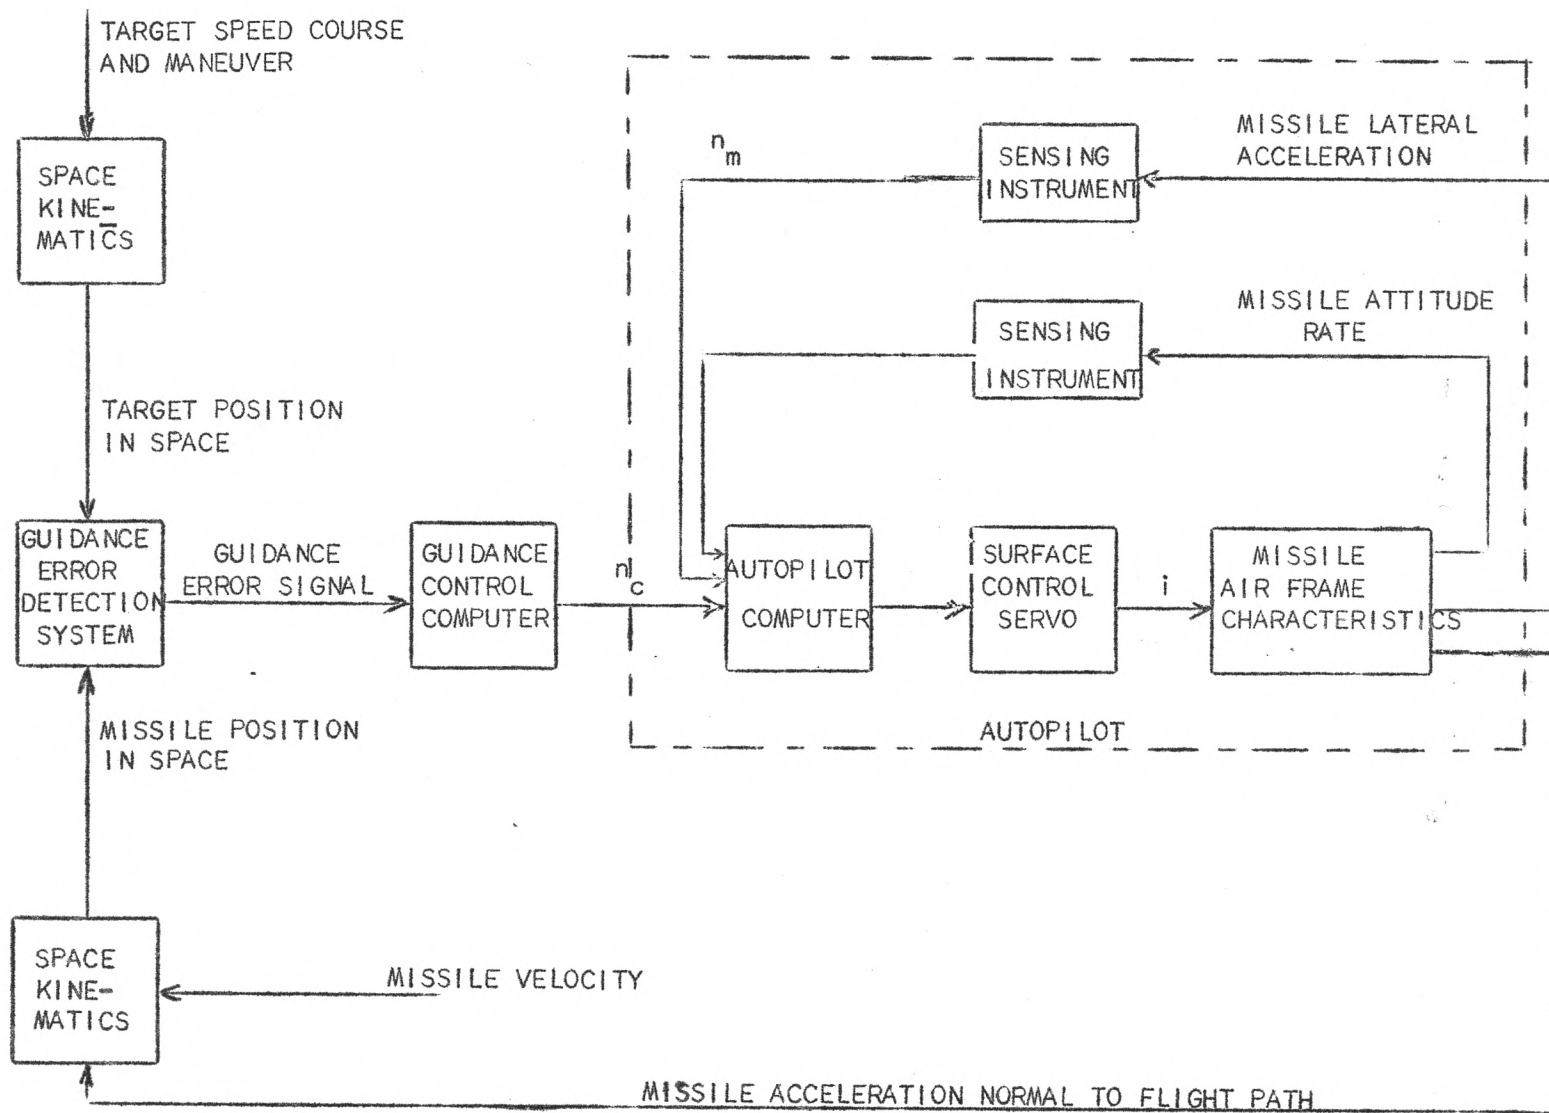 TARGET SPEED COURSE
AND MANEUVER
SPACE
KINE-
MATICS
n_m
SENSING
INSTRUMENT
MISSILE LATERAL
ACCELERATION
SENSING
INSTRUMENT
MISSILE ATTITUDE
RATE
TARGET POSITION
IN SPACE
GUIDANCE
ERROR
DETECTION
SYSTEM
GUIDANCE
ERROR SIGNAL
GUIDANCE
CONTROL
COMPUTER
n_c
AUTOPILOT
COMPUTER
SURFACE
CONTROL
SERVO
i
MISSILE
AIR FRAME
CHARACTERISTICS
AUTOPILOT
MISSILE POSITION
IN SPACE
SPACE
KINE-
MATICS
MISSILE VELOCITY
MISSILE ACCELERATION NORMAL TO FLIGHT PATH